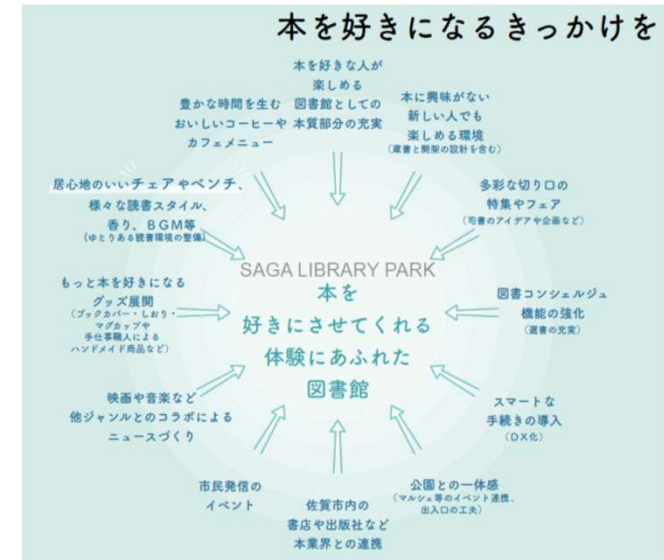 本を好きになるきっかけを
本を好きな人が
楽しめる
図書館としての
本質部分の充実
本に興味がない
新しい人でも
楽しめる環境
(蔵書と開架の設計を含む)
多彩な切り口の
特集やフェア
(司書のアイデアや企画など)
図書コンシェルジュ
機能の強化
(選書の充実)
スマートな
手続きの導入
(DX化)
公園との一体感
(マルシェ等のイベント連携、
出入口の工夫)
佐賀市内の
書店や出版社など
本業界との連携
市民発信の
イベント
映画や音楽など
他ジャンルとのコラボによる
ニュースづくり
もっと本を好きになる
グッズ展開
(ブックカバー・しおり・
マグカップや
手仕事職人による
ハンドメイド商品など)
居心地のいいチェアやベンチ、
様々な読書スタイル、
香り、BGM等
(ゆとりある読書環境の整備)
豊かな時間を生む
おいしいコーヒーや
カフェメニュー
SAGA LIBRARY PARK
本を
好きにさせてくれる
体験にあふれた
図書館